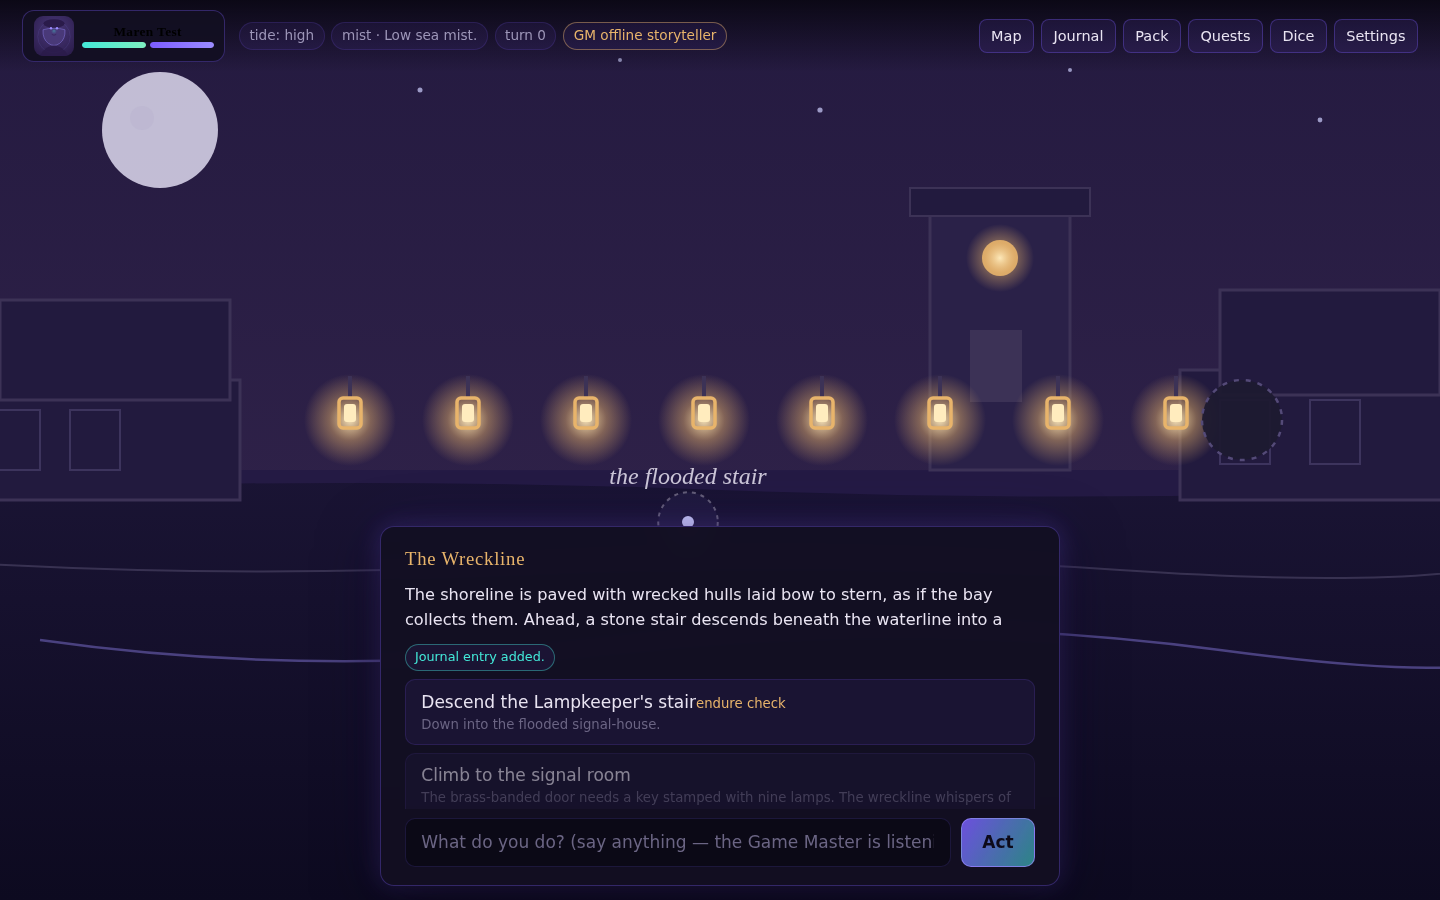 Maren Test
tide: high
mist · Low sea mist.
turn 0
GM offline storyteller
Map
Journal
Pack
Quests
Dice
Settings
the flooded stair
The Wreckline
The shoreline is paved with wrecked hulls laid bow to stern, as if the bay
collects them. Ahead, a stone stair descends beneath the waterline into a
Journal entry added.
Descend the Lampkeeper's stair endure check
Down into the flooded signal-house.
Climb to the signal room
The brass-banded door needs a key stamped with nine lamps. The wreckline whispers of
What do you do? (say anything — the Game Master is listeni
Act